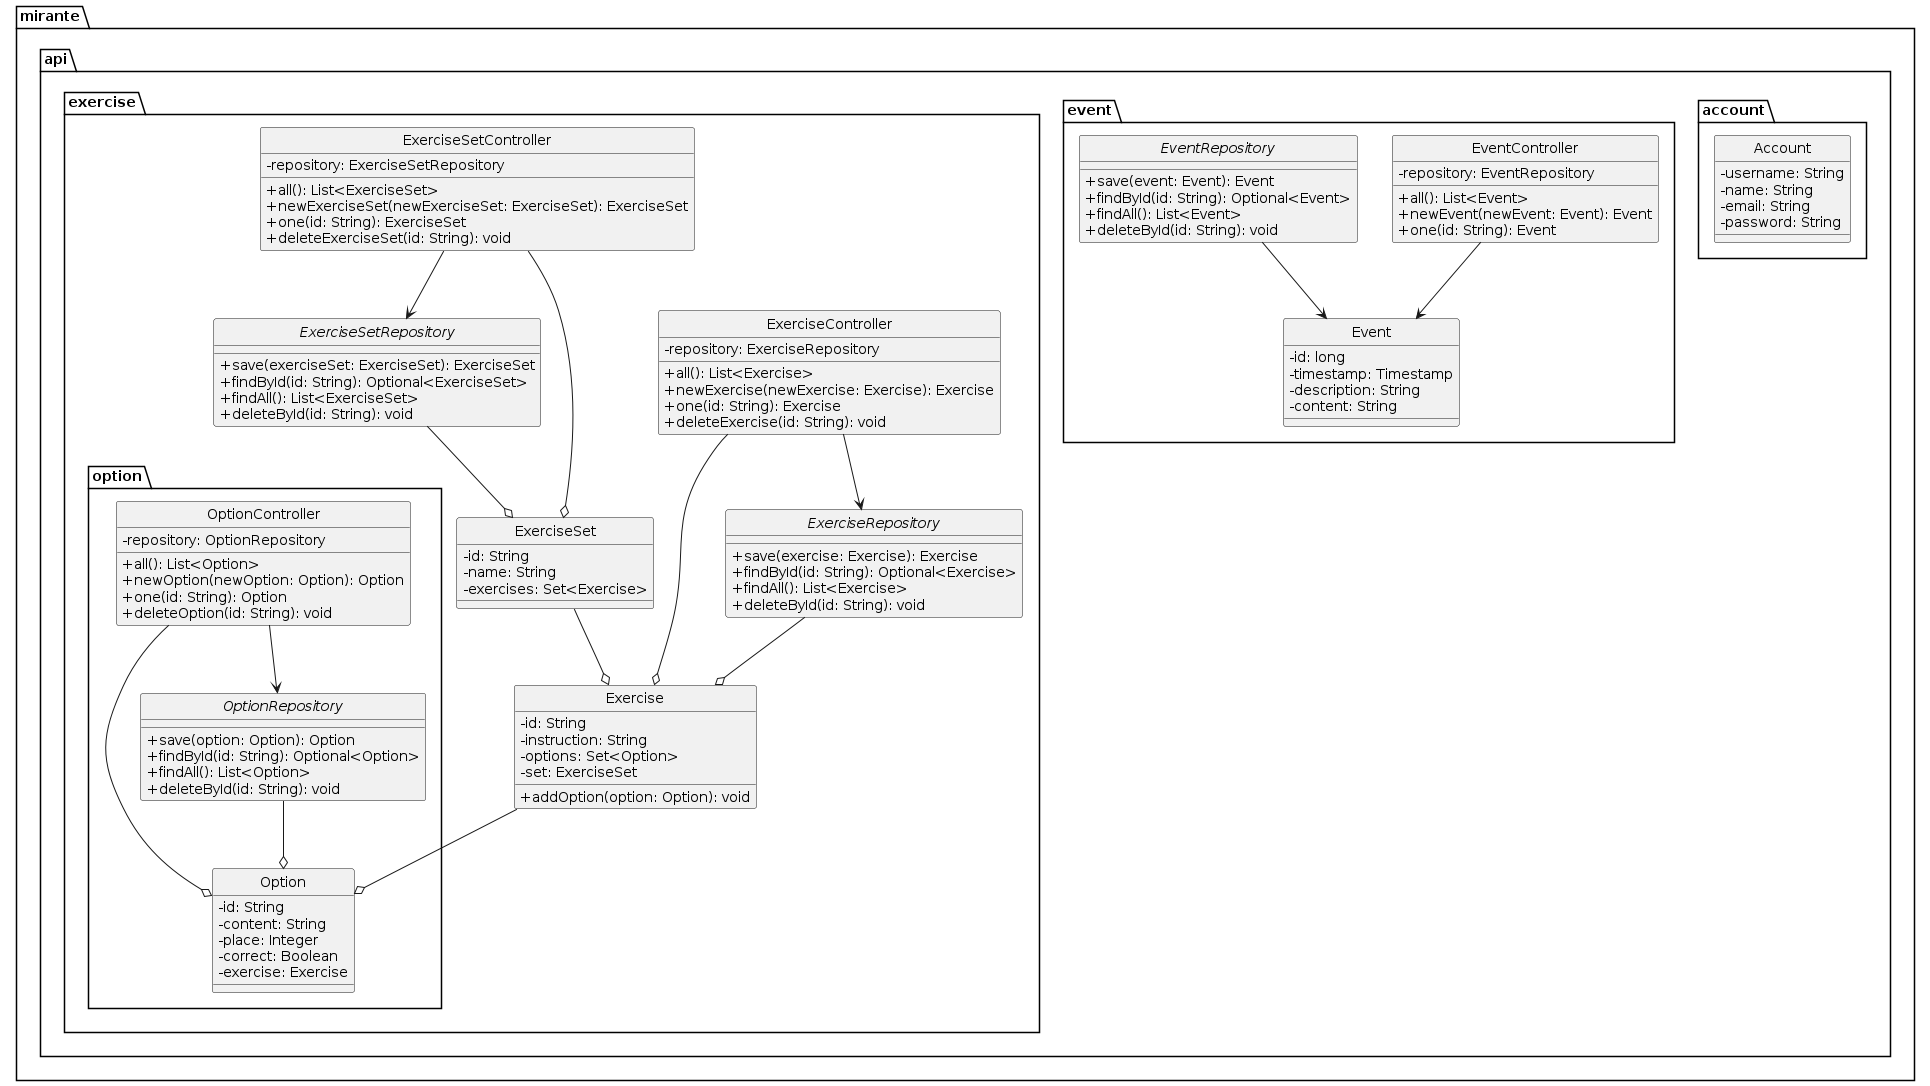 mirante
api
exercise
ExerciseSetController
-repository: ExerciseSetRepository
+all(): List<ExerciseSet>
+newExerciseSet(newExerciseSet: ExerciseSet): ExerciseSet
+one(id: String): ExerciseSet
+deleteExerciseSet(id: String): void
ExerciseSetRepository
+save(exerciseSet: ExerciseSet): ExerciseSet
+findById(id: String): Optional<ExerciseSet>
+findAll(): List<ExerciseSet>
+deleteById(id: String): void
ExerciseController
-repository: ExerciseRepository
+all(): List<Exercise>
+newExercise(newExercise: Exercise): Exercise
+one(id: String): Exercise
+deleteExercise(id: String): void
option
OptionController
-repository: OptionRepository
+all(): List<Option>
+newOption(newOption: Option): Option
+one(id: String): Option
+deleteOption(id: String): void
ExerciseSet
-id: String
-name: String
-exercises: Set<Exercise>
ExerciseRepository
+save(exercise: Exercise): Exercise
+findById(id: String): Optional<Exercise>
+findAll(): List<Exercise>
+deleteById(id: String): void
OptionRepository
+save(option: Option): Option
+findById(id: String): Optional<Option>
+findAll(): List<Option>
+deleteById(id: String): void
Exercise
-id: String
-instruction: String
-options: Set<Option>
-set: ExerciseSet
+addOption(option: Option): void
Option
-id: String
-content: String
-place: Integer
-correct: Boolean
-exercise: Exercise
event
EventRepository
+save(event: Event): Event
+findById(id: String): Optional<Event>
+findAll(): List<Event>
+deleteById(id: String): void
EventController
-repository: EventRepository
+all(): List<Event>
+newEvent(newEvent: Event): Event
+one(id: String): Event
Event
-id: long
-timestamp: Timestamp
-description: String
-content: String
account
Account
-username: String
-name: String
-email: String
-password: String